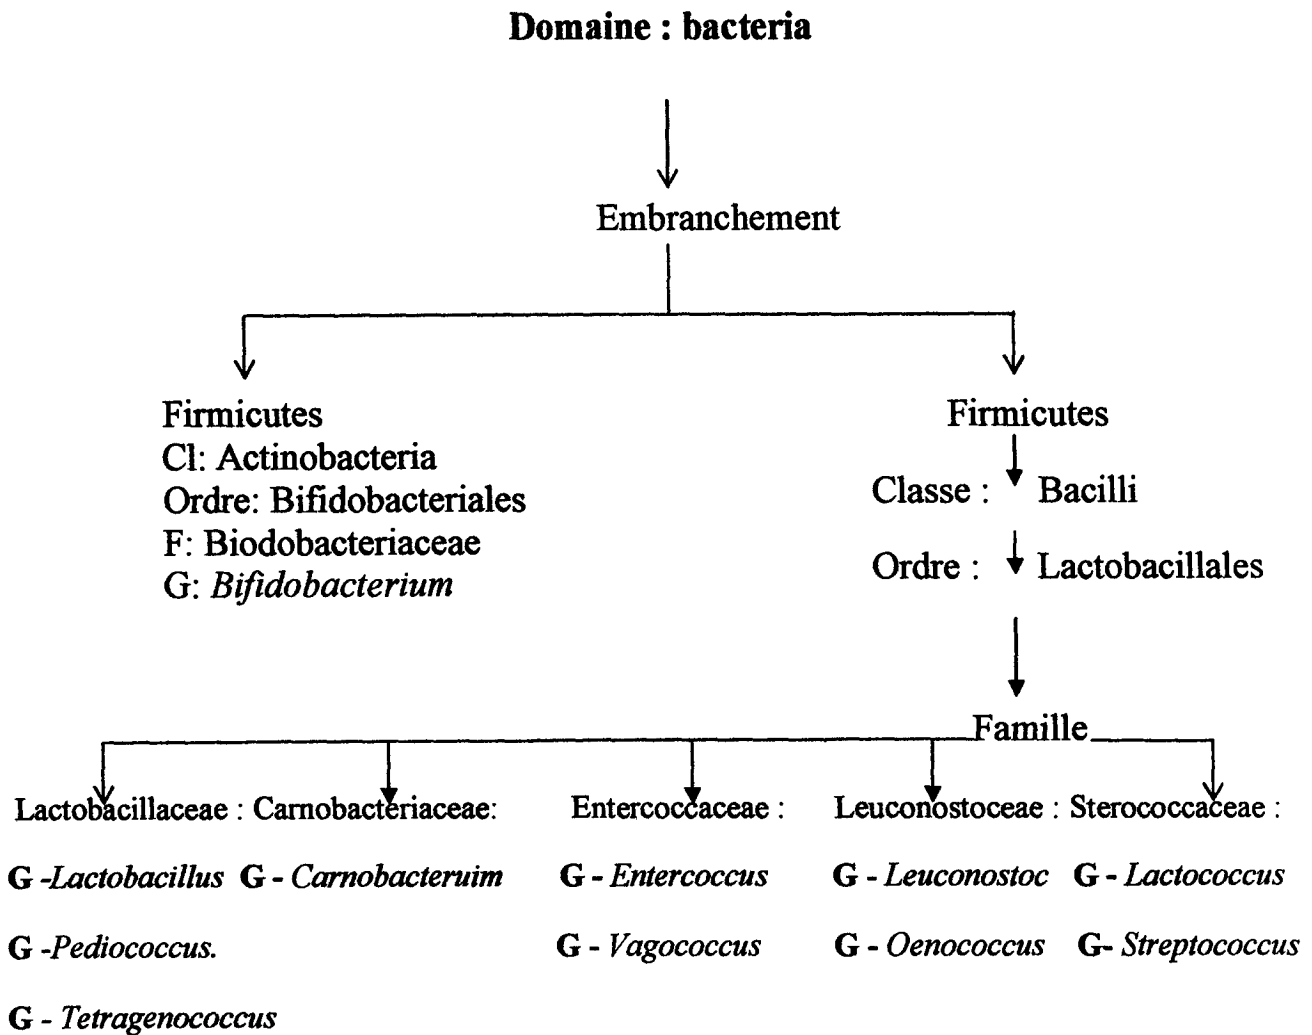 Domaine : bacteria
Embranchement
Firmicutes
Cl: Actinobacteria
Ordre: Bifidobacteriales
F: Biodobacteriaceae
G: Bifidobacterium
Firmicutes
Classe : Bacilli
Ordre : Lactobacillales
Famille
Lactobacillaceae : Carnobacteriaceae: Entercoccaceae : Leuconostoceae : Sterococcaceae :
G -Lactobacillus G - Carnobacteruim G - Entercoccus G - Leuconostoc G - Lactococcus
G -Pediococcus. G - Vagococcus G - Oenococcus G- Streptococcus
G - Tetragenococcus